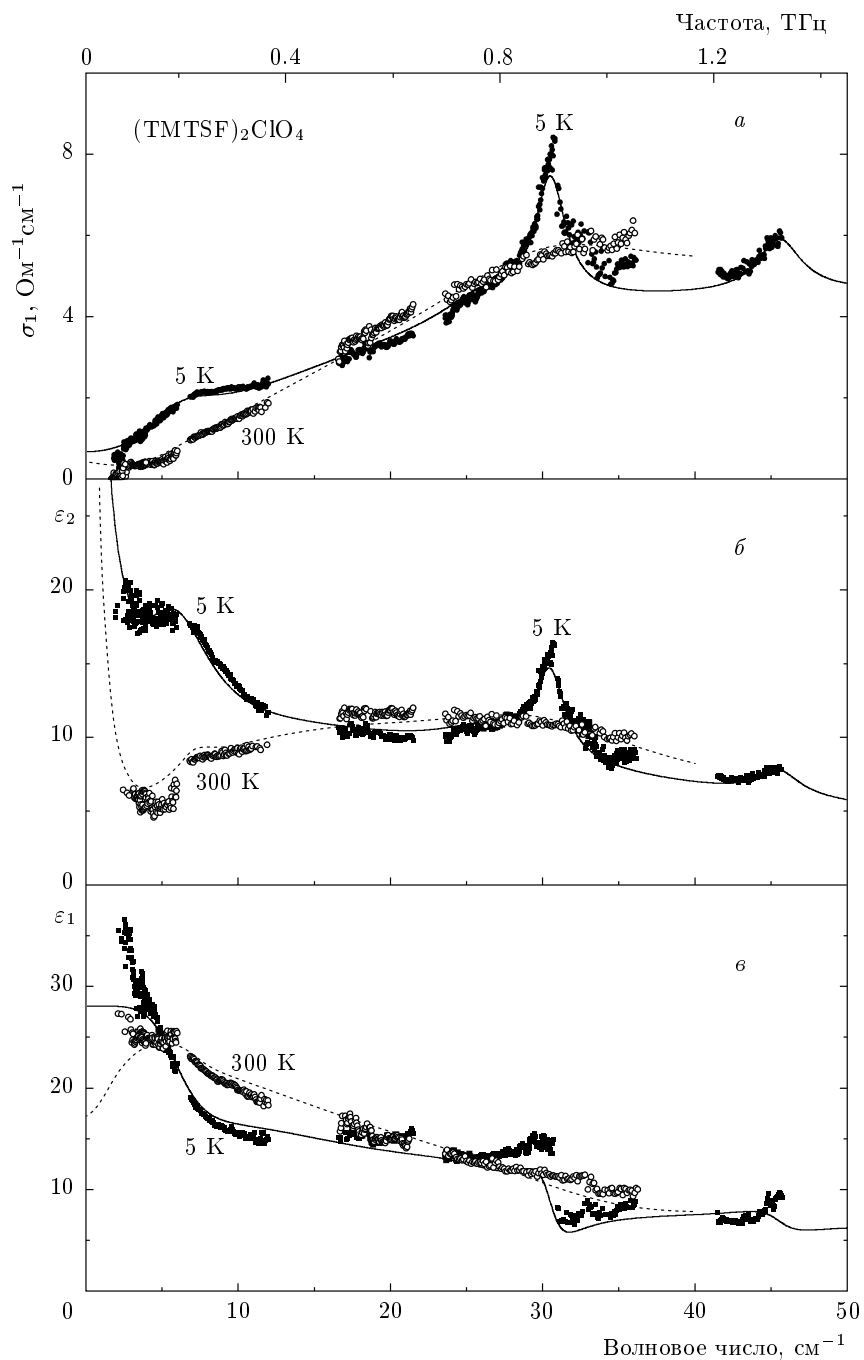 Частота, ТГц
0 0.4 0.8 1.2
(TMTSF)₂ClO₄
5 K
а
8
σ₁, Ом⁻¹см⁻¹
4
5 K
300 K
0
ε₂
б
20
5 K
5 K
10
300 K
0
ε₁
в
30
300 K
20
5 K
10
0 10 20 30 40 50
Волновое число, см⁻¹